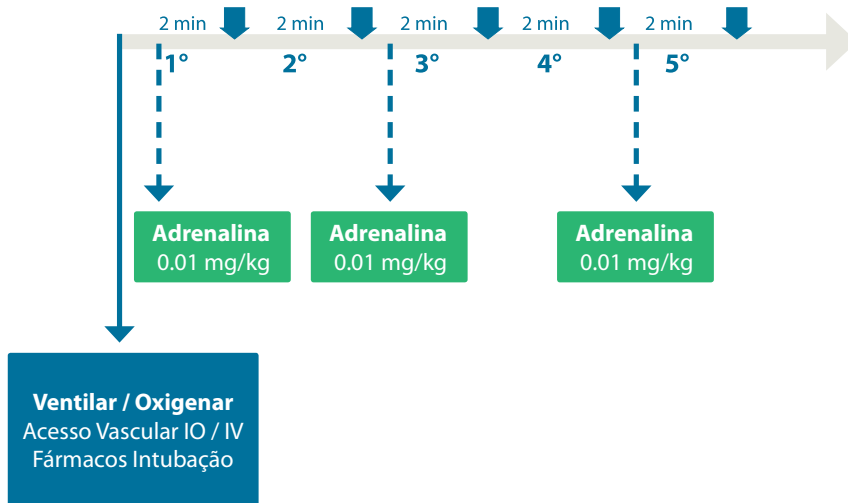 2 min 2 min 2 min 2 min 2 min
1° 2° 3° 4° 5°
Adrenalina
0.01 mg/kg
Adrenalina
0.01 mg/kg
Adrenalina
0.01 mg/kg
Ventilar / Oxigenar
Acesso Vascular IO / IV
Fármacos Intubação